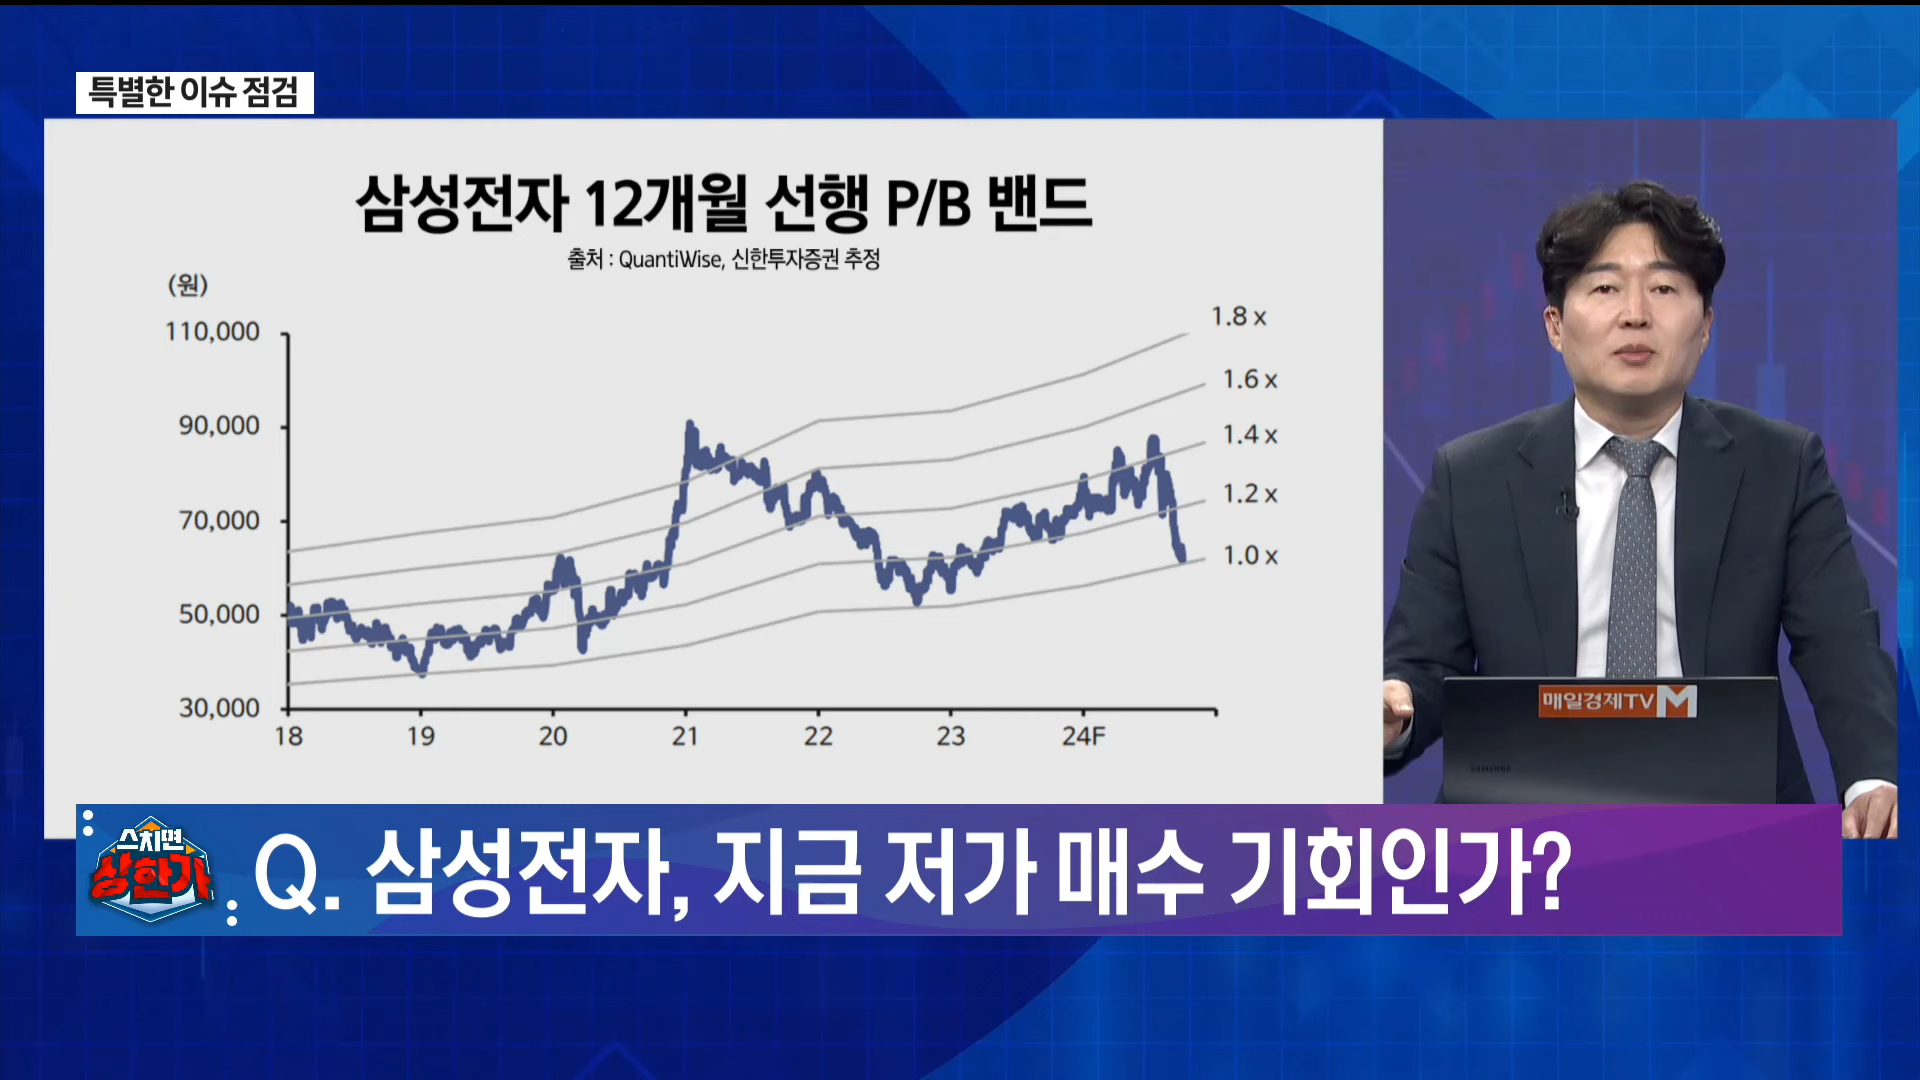 특별한 이슈 점검
삼성전자 12개월 선행 P/B 밴드
출처 : QuantiWise, 신한투자증권 추정
(원)
110,000
90,000
70,000
50,000
30,000
1.8 x
1.6 x
1.4 x
1.2 x
1.0 x
18 19 20 21 22 23 24F
매일경제TV M
SAMSUNG
스치면
상한가
Q. 삼성전자, 지금 저가 매수 기회인가?